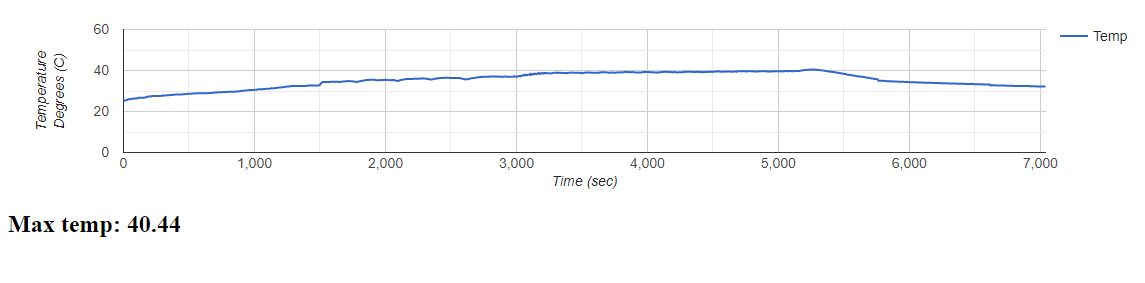 60
Temp
40
20
0
Temperature
Degrees (C)
0 1,000 2,000 3,000 4,000 5,000 6,000 7,000
Time (sec)
Max temp: 40.44